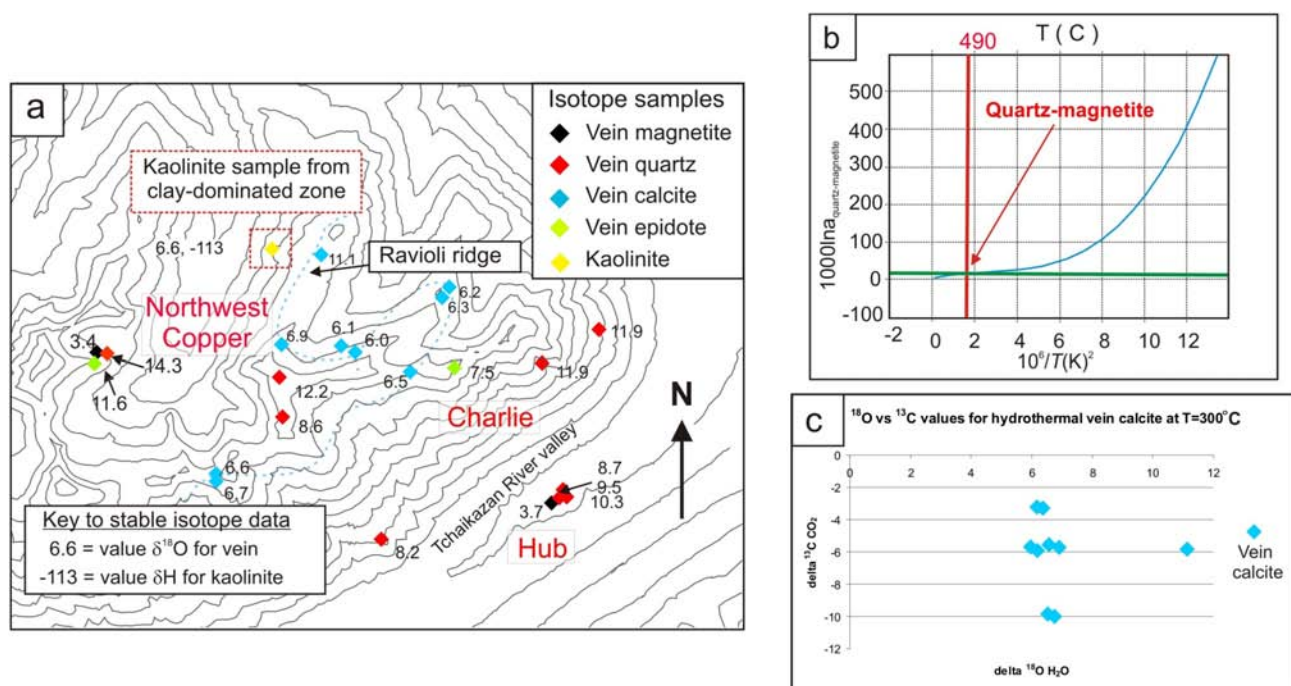 a
Isotope samples
Vein magnetite
Vein quartz
Vein calcite
Vein epidote
Kaolinite
Kaolinite sample from
clay-dominated zone
6.6, -113
11.1
Ravioli ridge
Northwest
Copper
6.2
6.3
6.1
6.9
6.0
11.9
3.4
14.3
11.6
12.2
6.5
7.5
11.9
8.6
Charlie
N
Tchaikazan River valley
6.6
6.7
8.7
9.5
10.3
3.7
Hub
8.2
Key to stable isotope data
6.6 = value δ¹⁸O for vein
-113 = value δH for kaolinite
b
T ( C )
490
Quartz-magnetite
1000lna quartz-magnetite
500
400
300
200
100
0
-100
-2 0 2 4 6 8 10 12
10⁶/T(K)²
c
¹⁸O vs ¹³C values for hydrothermal vein calcite at T=300°C
0 2 4 6 8 10 12
0
-2
-4
-6
-8
-10
-12
delta ¹³C CO₂
delta ¹⁸O H₂O
Vein
calcite